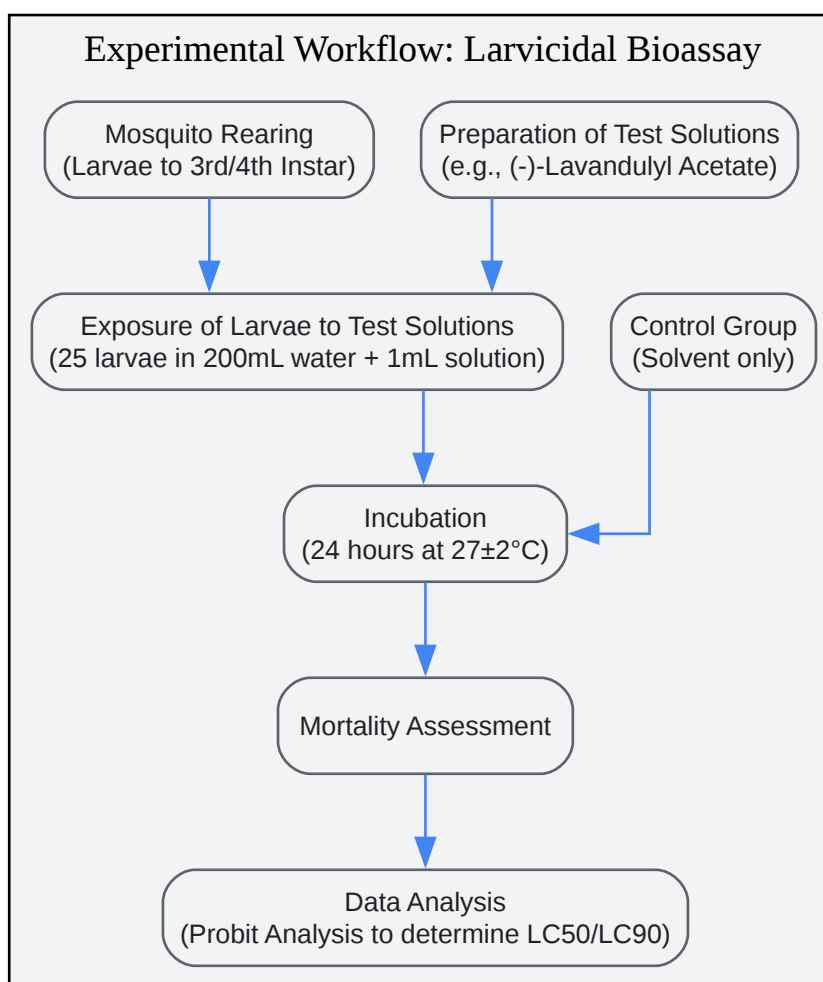 Experimental Workflow: Larvicidal Bioassay
Mosquito Rearing
(Larvae to 3rd/4th Instar)
Preparation of Test Solutions
(e.g., (-)-Lavandulyl Acetate)
Exposure of Larvae to Test Solutions
(25 larvae in 200mL water + 1mL solution)
Control Group
(Solvent only)
Incubation
(24 hours at 27±2°C)
Mortality Assessment
Data Analysis
(Probit Analysis to determine LC50/LC90)